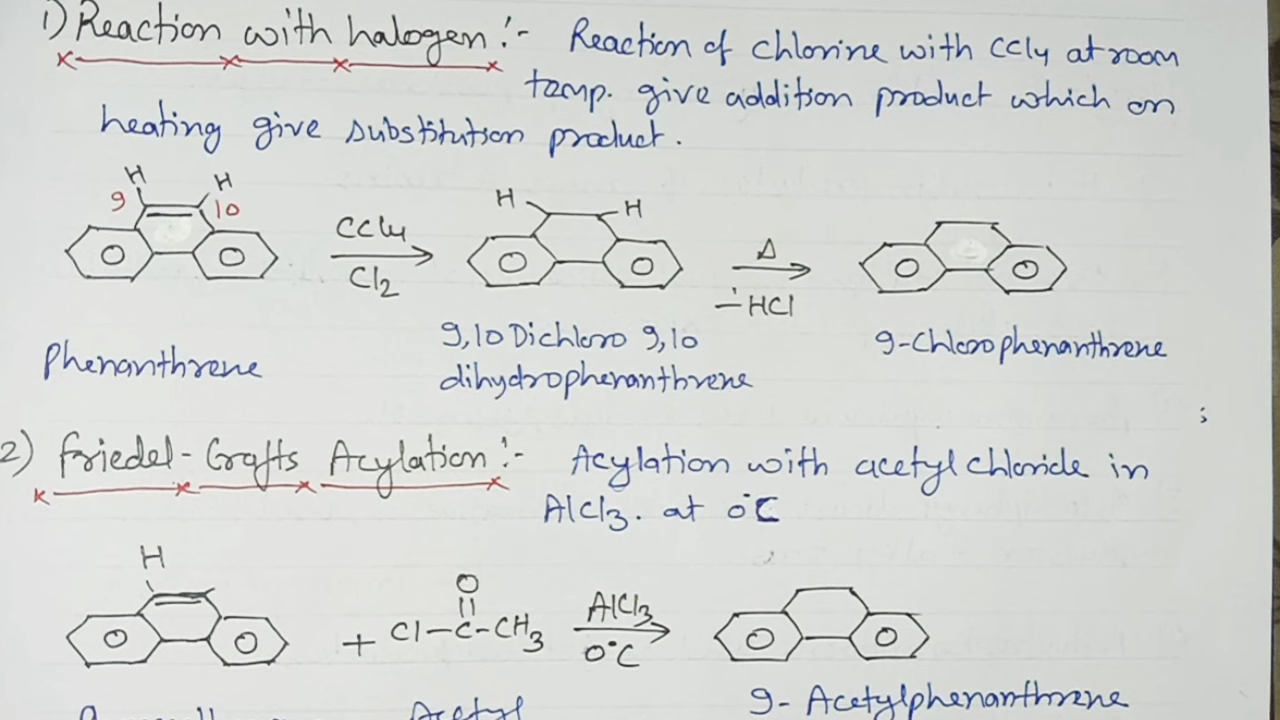 1) Reaction with halogen :- Reaction of chlorine with CCl4 at room
temp. give addition product which on
heating give substitution product.
H H
9 10
CCl4
Cl2
H H
Δ
-HCl
Phenanthrene
9,10 Dichloro 9,10
dihydrophenanthrene
9-Chlorophenanthrene
;
2) Friedel-Crafts Acylation :- Acylation with acetyl chloride in
AlCl3. at 0°C
H
+
O
Cl-C-CH3
AlCl3
0°C
Acetyl
9- Acetylphenanthrene